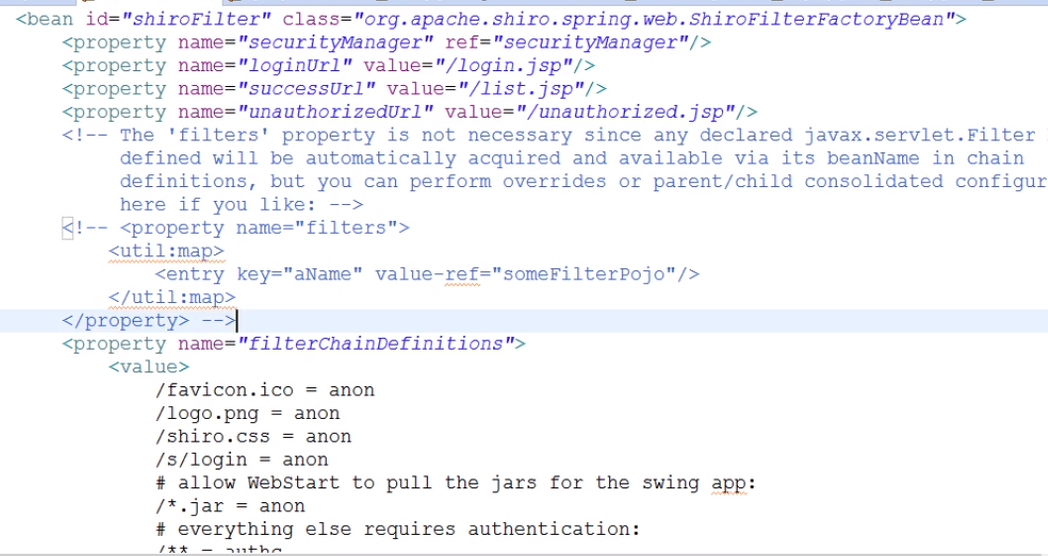 <bean id="shiroFilter" class="org.apache.shiro.spring.web.ShiroFilterFactoryBean">
<property name="securityManager" ref="securityManager"/>
<property name="loginUrl" value="/login.jsp"/>
<property name="successUrl" value="/list.jsp"/>
<property name="unauthorizedUrl" value="/unauthorized.jsp"/>
<!-- The 'filters' property is not necessary since any declared javax.servlet.Filter
defined will be automatically acquired and available via its beanName in chain
definitions, but you can perform overrides or parent/child consolidated configur
here if you like: -->
<!-- <property name="filters">
<util:map>
<entry key="aName" value-ref="someFilterPojo"/>
</util:map>
</property> -->
<property name="filterChainDefinitions">
<value>
/favicon.ico = anon
/logo.png = anon
/shiro.css = anon
/s/login = anon
# allow WebStart to pull the jars for the swing app:
/*.jar = anon
# everything else requires authentication:
/** = authc